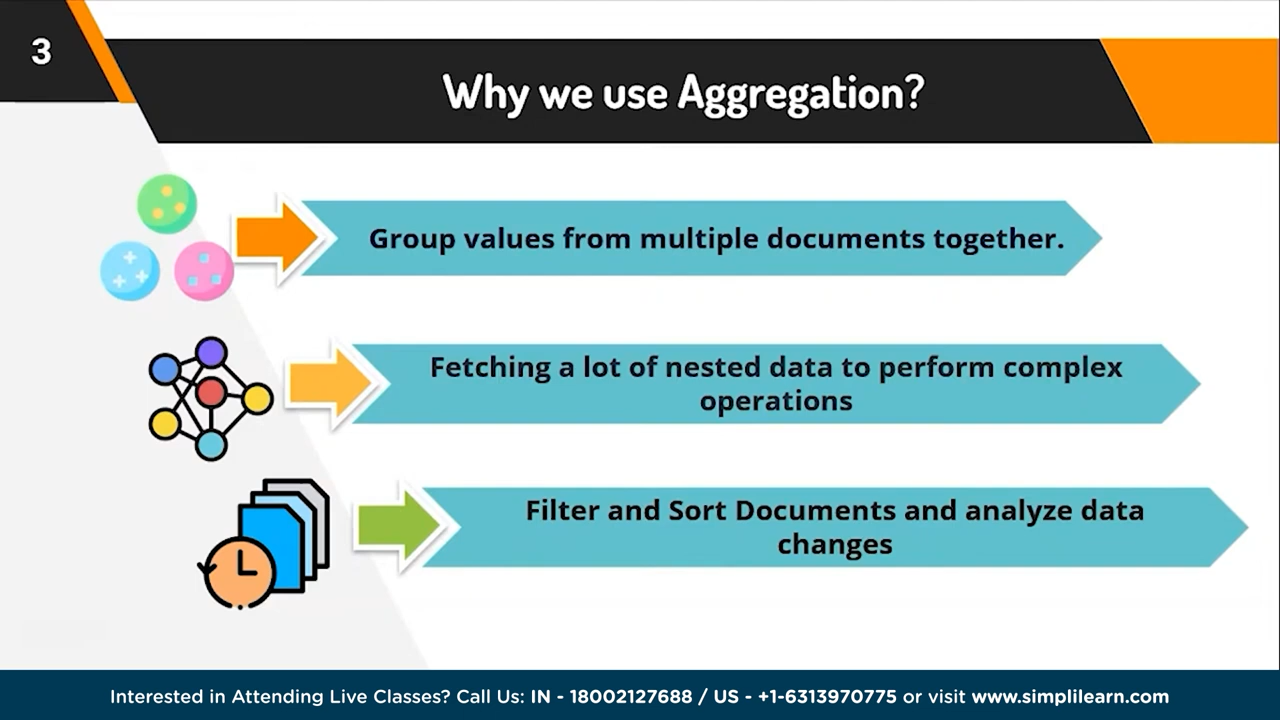 3
Why we use Aggregation?
Group values from multiple documents together.
Fetching a lot of nested data to perform complex
operations
Filter and Sort Documents and analyze data
changes
Interested in Attending Live Classes? Call Us: IN - 18002127688 / US - +1-6313970775 or visit www.simplilearn.com